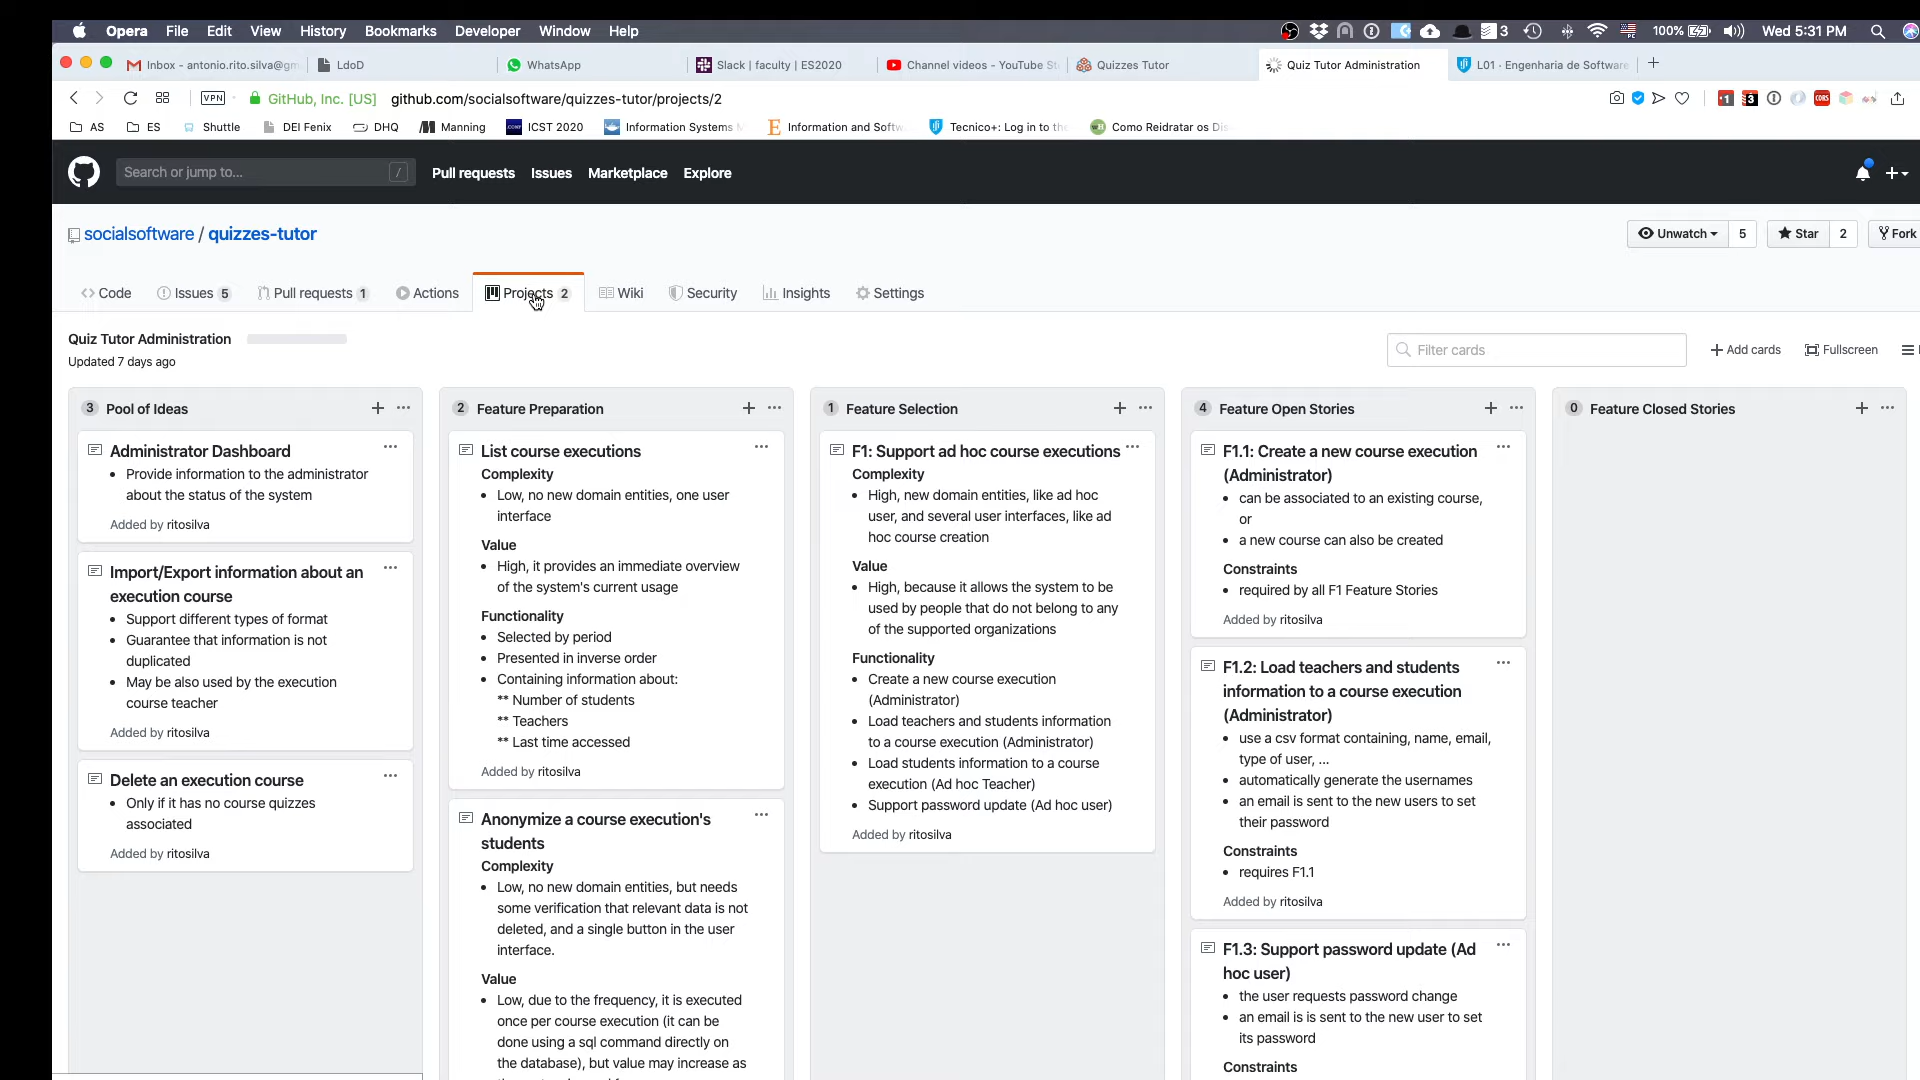 Opera File Edit View History Bookmarks Developer Window Help 3 100% Wed 5:31 PM
Inbox - antonio.rito.silva@gm LdoD WhatsApp Slack | faculty | ES2020 Channel videos - YouTube St Quizzes Tutor Quiz Tutor Administration L01 · Engenharia de Software
VPN GitHub, Inc. [US] github.com/socialsoftware/quizzes-tutor/projects/2
AS ES Shuttle DEI Fenix DHQ Manning ICST 2020 Information Systems Information and Softw Tecnico+: Log in to the Como Reidratar os Dis
Search or jump to... / Pull requests Issues Marketplace Explore
socialsoftware / quizzes-tutor Unwatch 5 Star 2 Fork
Code Issues 5 Pull requests 1 Actions Projects 2 Wiki Security Insights Settings
Quiz Tutor Administration
Updated 7 days ago
Filter cards Add cards Fullscreen
3 Pool of Ideas
Administrator Dashboard
• Provide information to the administrator
about the status of the system
Added by ritosilva
Import/Export information about an
execution course
• Support different types of format
• Guarantee that information is not
duplicated
• May be also used by the execution
course teacher
Added by ritosilva
Delete an execution course
• Only if it has no course quizzes
associated
Added by ritosilva
2 Feature Preparation
List course executions
Complexity
• Low, no new domain entities, one user
interface
Value
• High, it provides an immediate overview
of the system's current usage
Functionality
• Selected by period
• Presented in inverse order
• Containing information about:
** Number of students
** Teachers
** Last time accessed
Added by ritosilva
Anonymize a course execution's
students
Complexity
• Low, no new domain entities, but needs
some verification that relevant data is not
deleted, and a single button in the user
interface.
Value
• Low, due to the frequency, it is executed
once per course execution (it can be
done using a sql command directly on
the database), but value may increase as
1 Feature Selection
F1: Support ad hoc course executions
Complexity
• High, new domain entities, like ad hoc
user, and several user interfaces, like ad
hoc course creation
Value
• High, because it allows the system to be
used by people that do not belong to any
of the supported organizations
Functionality
• Create a new course execution
(Administrator)
• Load teachers and students information
to a course execution (Administrator)
• Load students information to a course
execution (Ad hoc Teacher)
• Support password update (Ad hoc user)
Added by ritosilva
4 Feature Open Stories
F1.1: Create a new course execution
(Administrator)
• can be associated to an existing course,
or
• a new course can also be created
Constraints
• required by all F1 Feature Stories
Added by ritosilva
F1.2: Load teachers and students
information to a course execution
(Administrator)
• use a csv format containing, name, email,
type of user, ...
• automatically generate the usernames
• an email is sent to the new users to set
their password
Constraints
• requires F1.1
Added by ritosilva
F1.3: Support password update (Ad
hoc user)
• the user requests password change
• an email is is sent to the new user to set
its password
Constraints
0 Feature Closed Stories